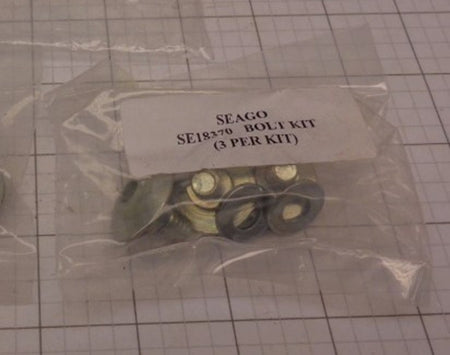 SEAGO
SE18370 BOLT KIT
(3 PER KIT)